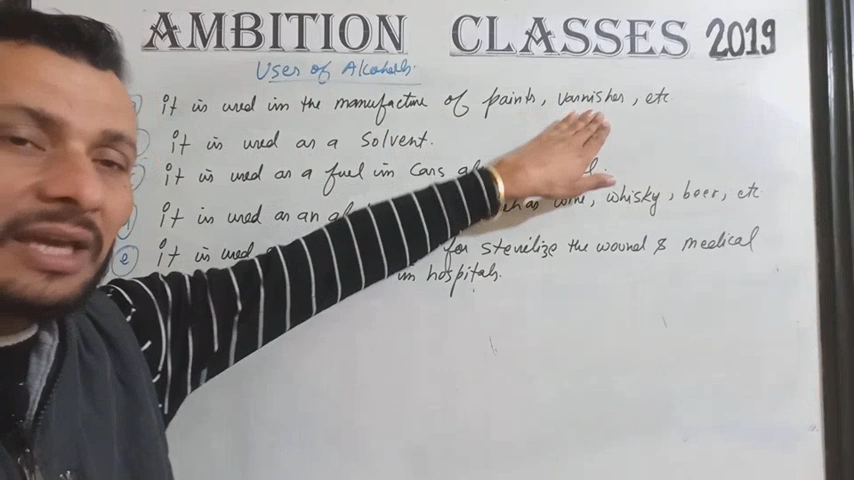 AMBITION CLASSES 2019
Uses of Alcohols.
it is used in the manufacture of paints, varnishes, etc
it is used as a solvent.
it is used as a fuel in cars
it is used as an wine, whisky, beer, etc
e it is used for sterilize the wound & medical
in hospitals.